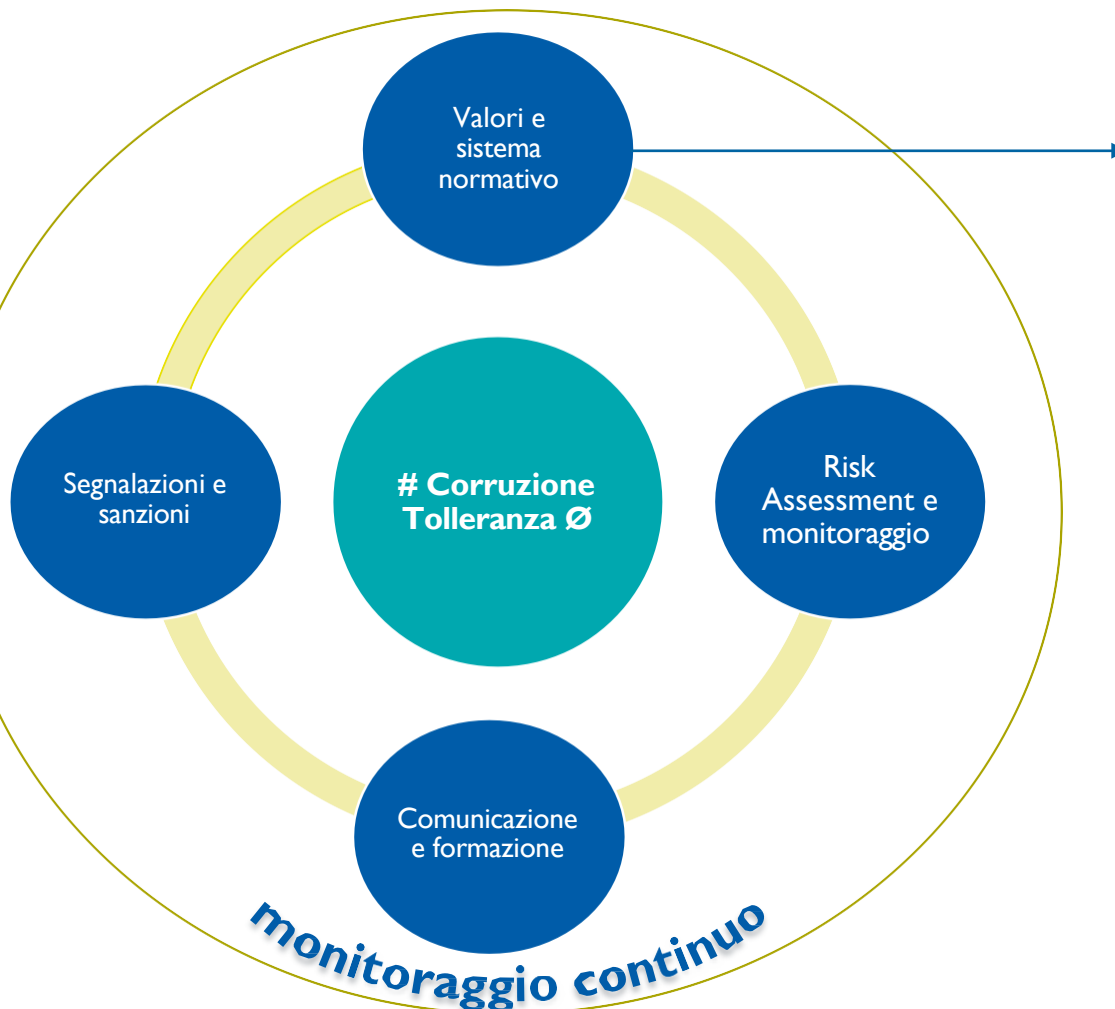 Valori e
sistema
normativo
Segnalazioni e
sanzioni
# Corruzione
Tolleranza Ø
Risk
Assessment e
monitoraggio
Comunicazione
e formazione
monitoraggio continuo